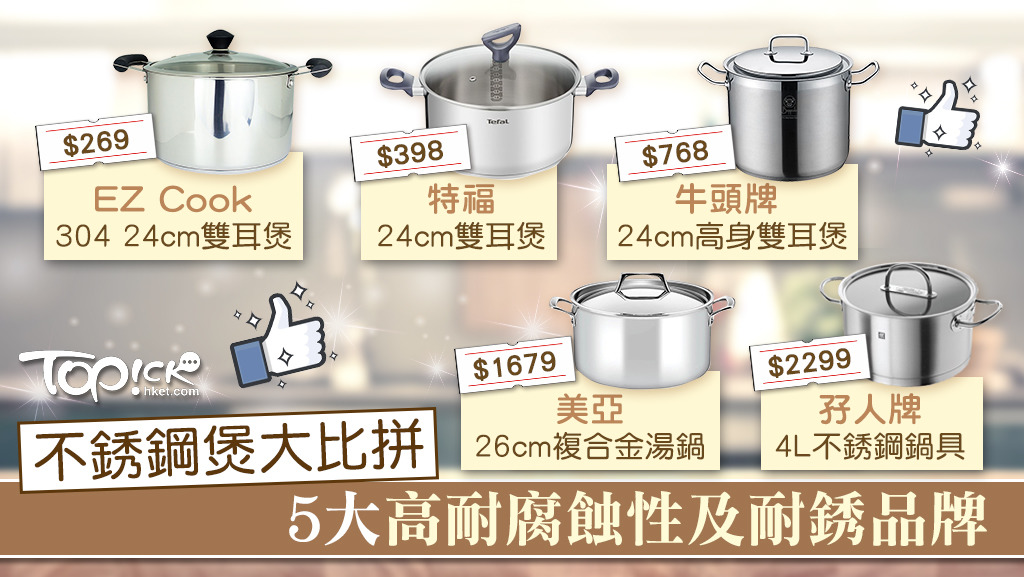 $269
EZ Cook
304 24cm雙耳煲
$398
Tefal
特福
24cm雙耳煲
$768
牛頭牌
24cm高身雙耳煲
$1679
美亞
26cm複合金湯鍋
$2299
孖人牌
4L不銹鋼鍋具
TOPick
hket.com
不銹鋼煲大比拼
5大高耐腐蝕性及耐銹品牌